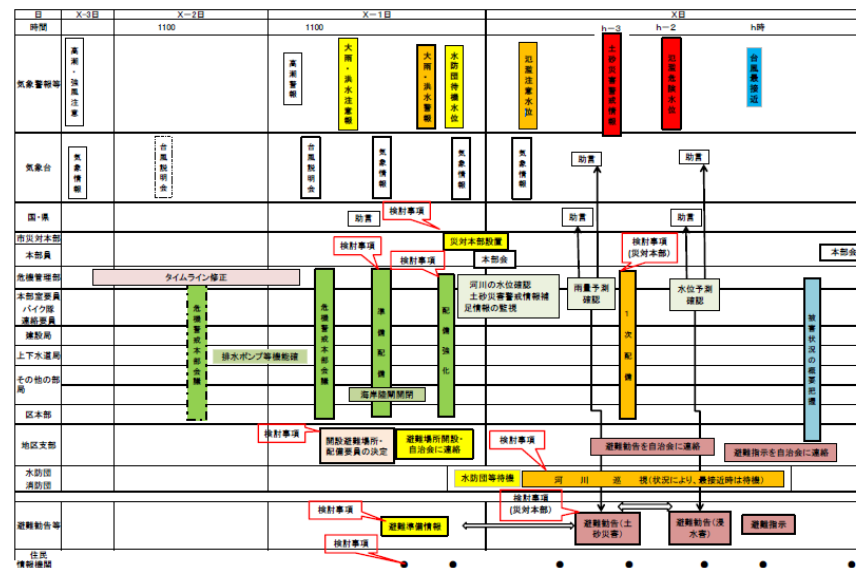 日 X-3日 X-2日 X-1日 X日
時間 1100 1100 h-3 h-2 h時
気象警報等
高潮・強風注意
高潮警報
大雨・洪水注意報
大雨・洪水警報
水防団待機水位
氾濫注意水位
土砂災害警戒情報
氾濫危険水位
台風最接近
気象台
気象情報
台風説明会
台風説明会
気象情報
気象情報
気象情報
助言
助言
国・県
助言
検討事項
助言
助言
市災対本部
本部員
検討事項
災対本部設置
検討事項
本部会
検討事項
(災対本部)
本部会
危機管理部
タイムライン修正
河川の水位確認
土砂災害警戒情報補
足情報の監視
雨量予測
確認
水位予測
確認
本部室要員
バイク隊
連絡要員
建設局
上下水道局
その他の部
局
区本部
危機警戒本部会議
排水ポンプ等機能確
危機警戒本部会議
準備配備
配備強化
1次配備
被害状況の概要把握
海岸陸閘開閉
地区支部
検討事項
開設避難場所・
配備要員の決定
避難場所開設・
自治会に連絡
検討事項
避難勧告を自治会に連絡
避難指示を自治会に連絡
水防団
消防団
水防団等待機
河川巡視(状況により、最接近時は待機)
避難勧告等
検討事項
避難準備情報
検討事項
(災対本部)
避難勧告(土
砂災害)
避難勧告(浸
水害)
避難指示
住民
情報機関
検討事項